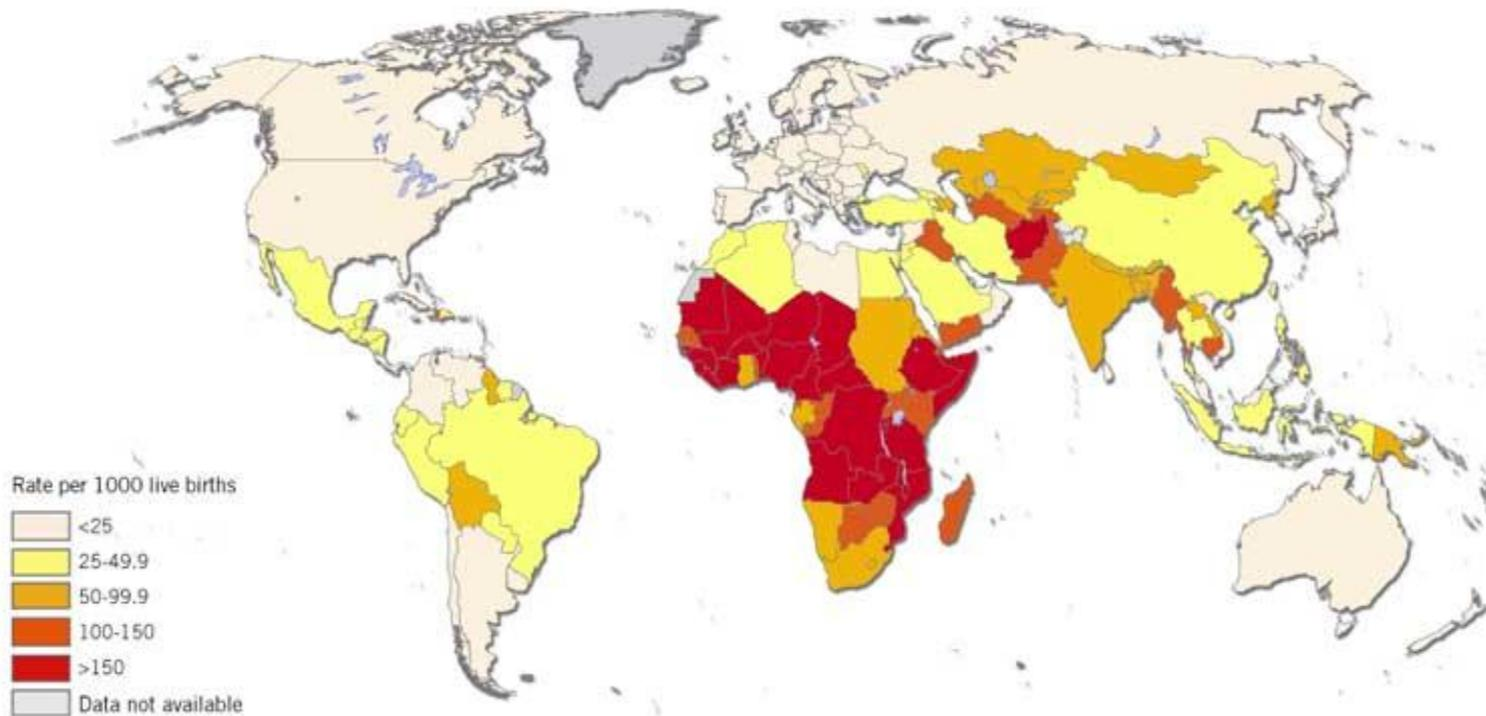 Rate per 1000 live births
<25
25-49.9
50-99.9
100-150
>150
Data not available